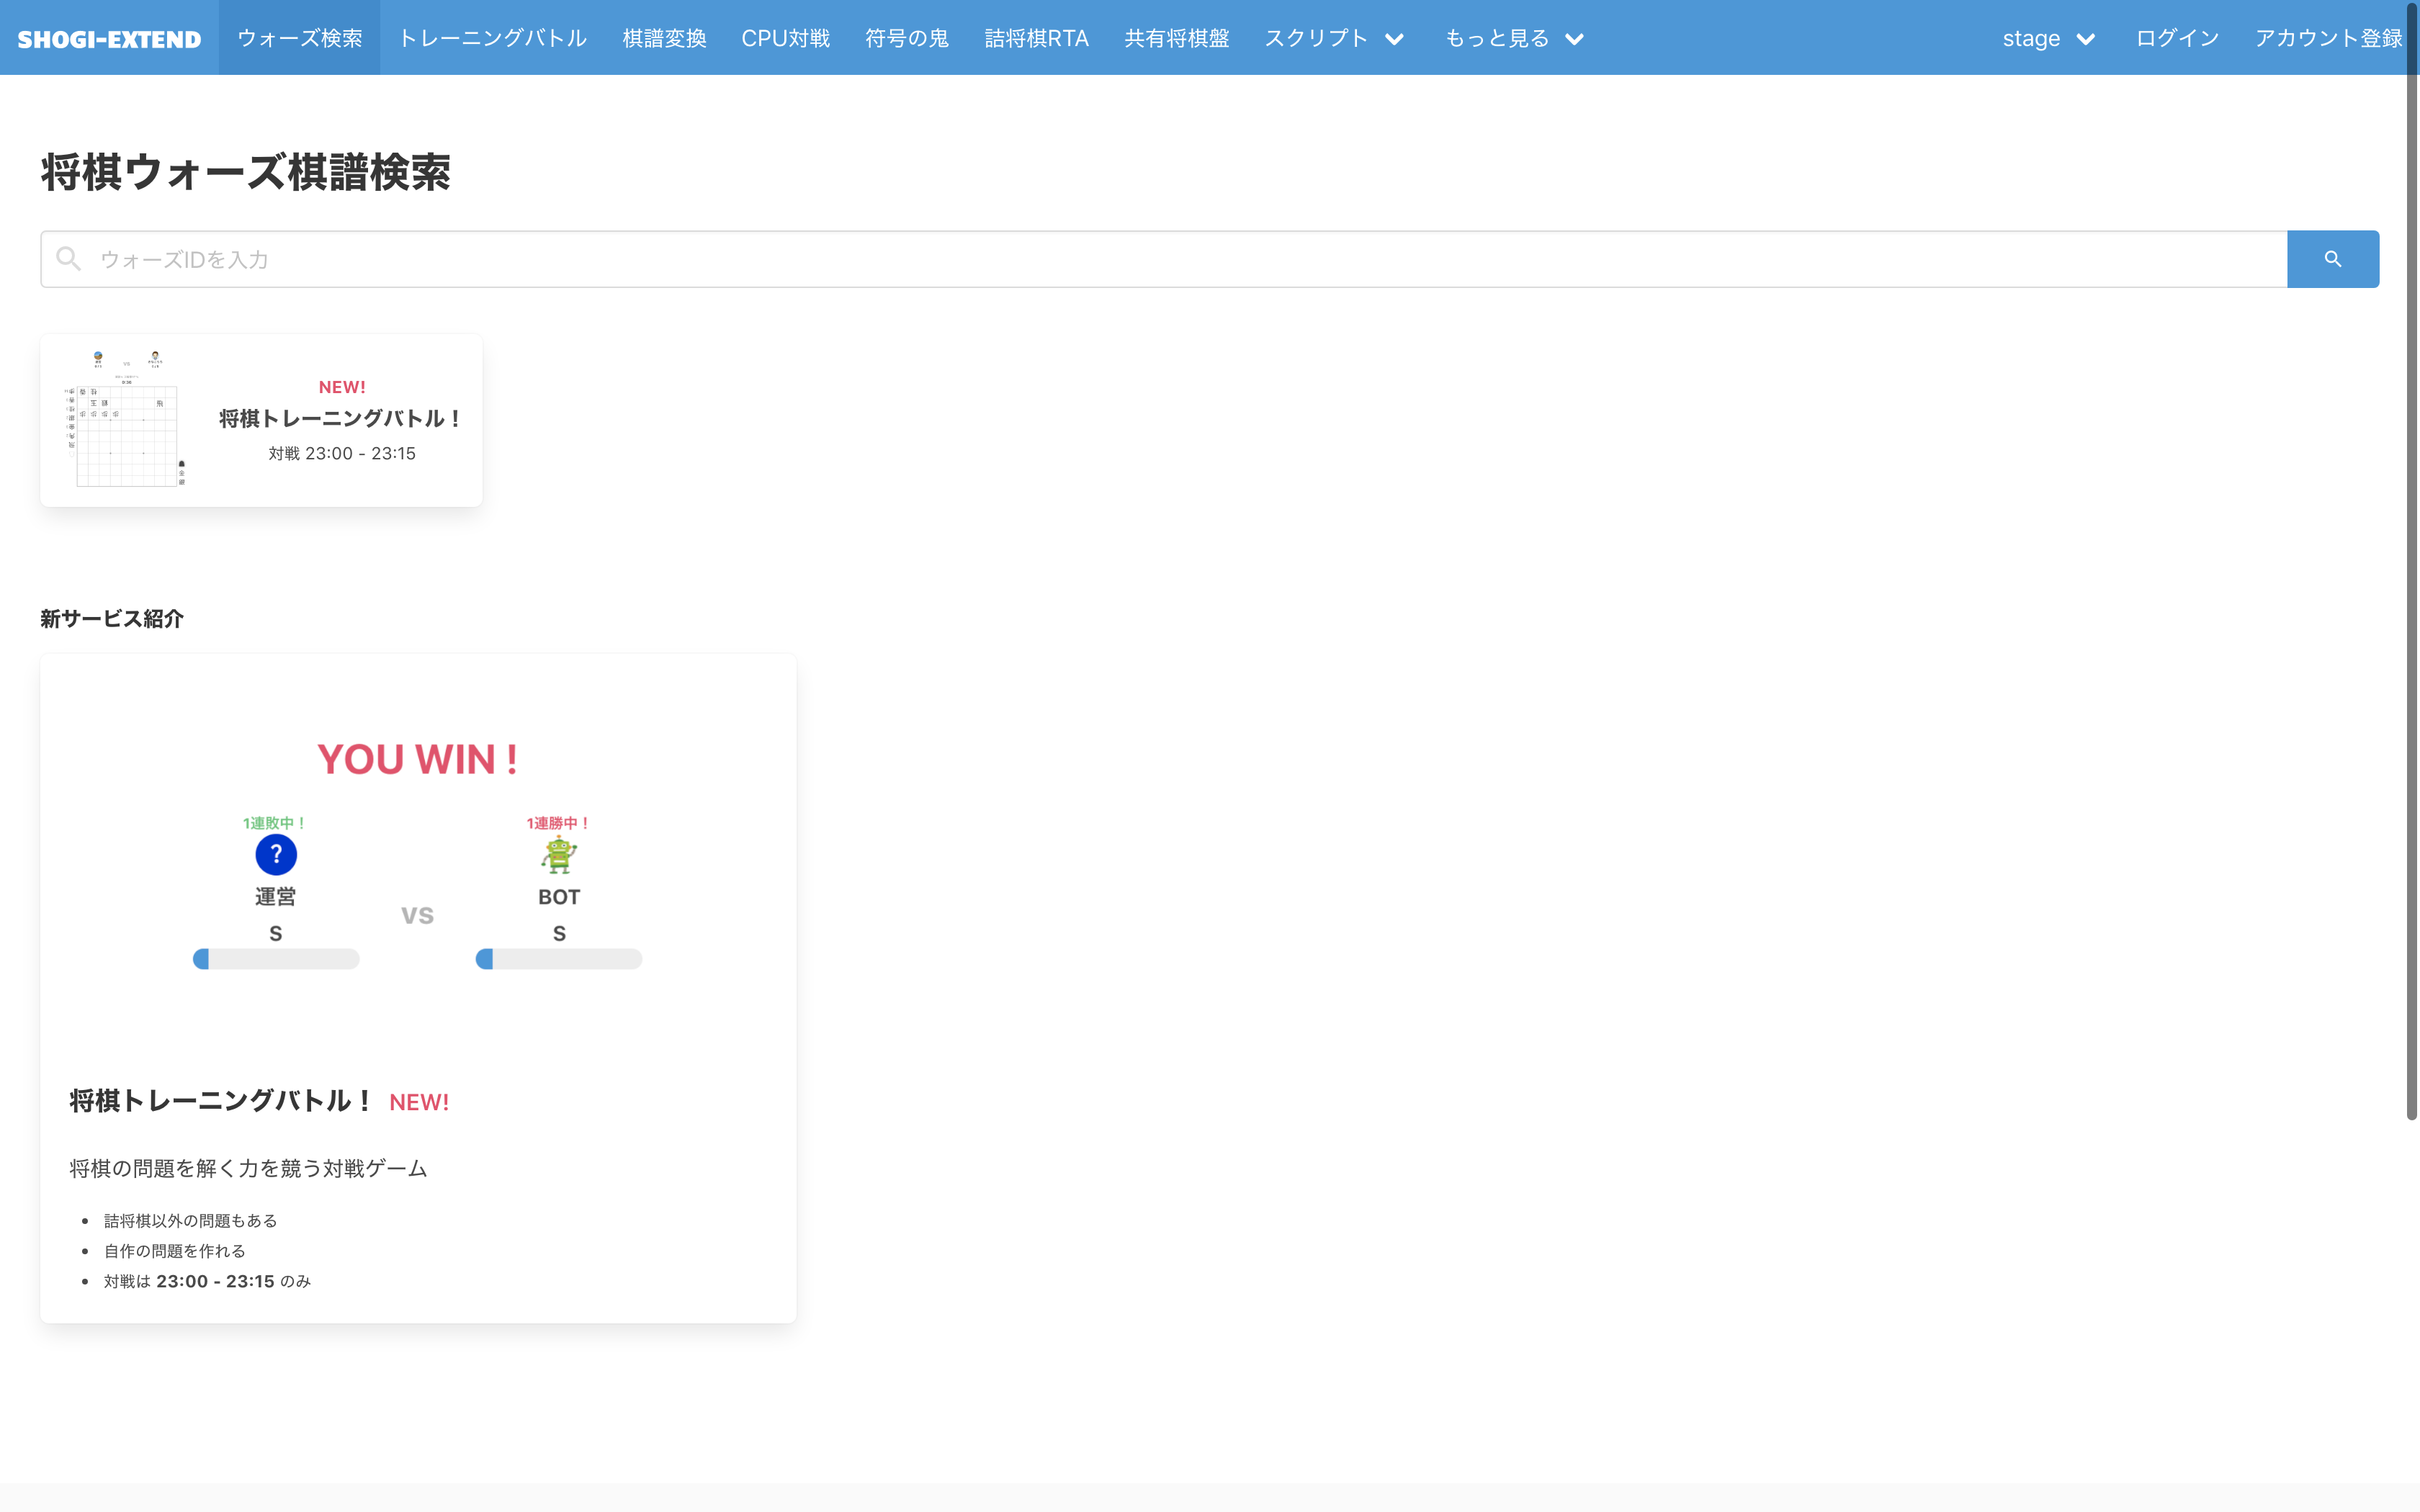 SHOGI-EXTEND ウォーズ検索 トレーニングバトル 棋譜変換 CPU対戦 符号の鬼 詰将棋RTA 共有将棋盤 スクリプト もっと見る stage ログイン アカウント登録
将棋ウォーズ棋譜検索
ウォーズIDを入力
NEW!
将棋トレーニングバトル！
対戦 23:00 - 23:15
新サービス紹介
YOU WIN !
1連敗中！ 1連勝中！
?
運営 vs BOT
S S
将棋トレーニングバトル！ NEW!
将棋の問題を解く力を競う対戦ゲーム
詰将棋以外の問題もある
自作の問題を作れる
対戦は 23:00 - 23:15 のみ